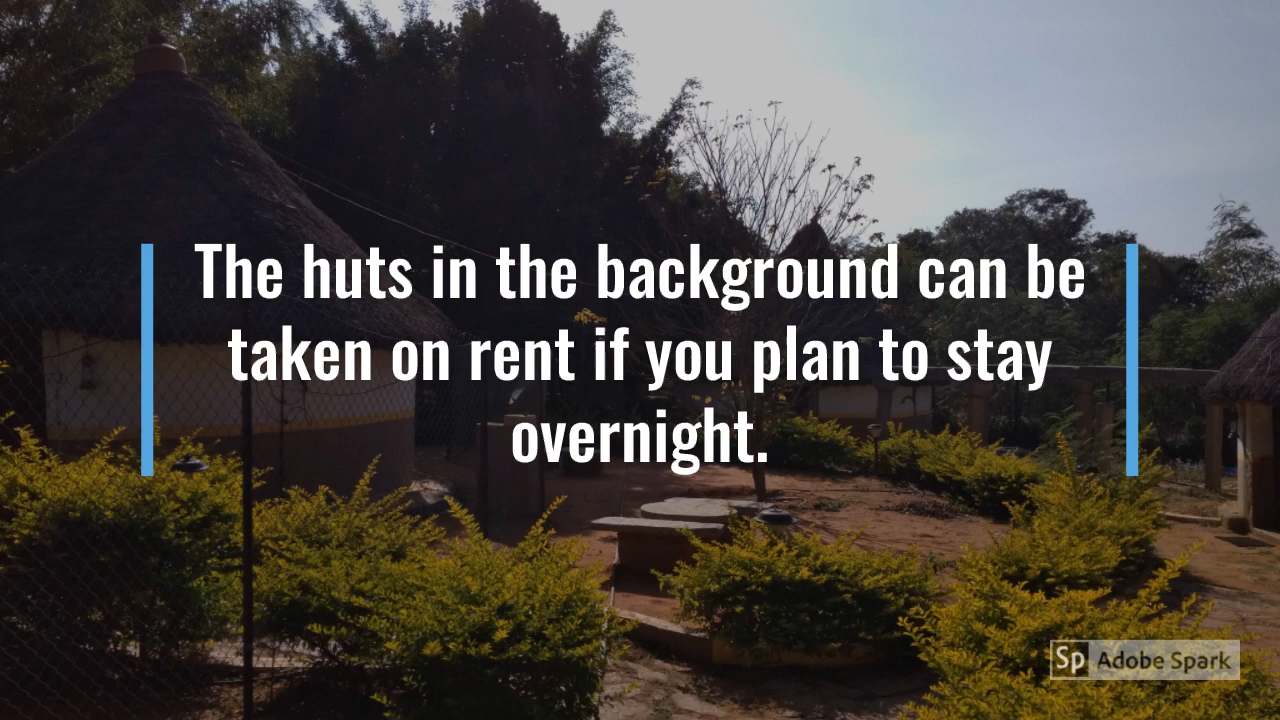 The huts in the background can be
taken on rent if you plan to stay
overnight.
Sp Adobe Spark